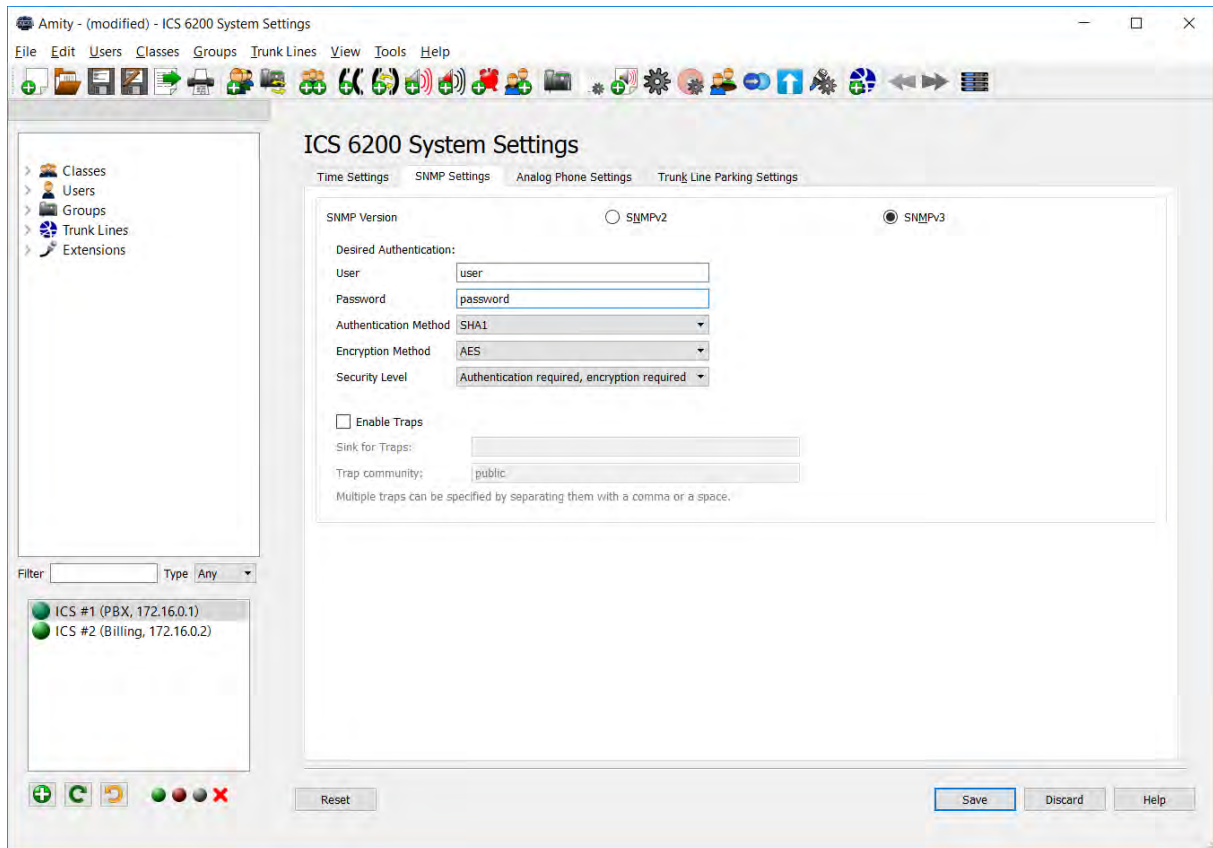 Amity - (modified) - ICS 6200 System Settings
File Edit Users Classes Groups Trunk Lines View Tools Help
ICS 6200 System Settings
Time Settings SNMP Settings Analog Phone Settings Trunk Line Parking Settings
Classes
Users
Groups
Trunk Lines
Extensions
SNMP Version SNMPv2 SNMPv3
Desired Authentication:
User user
Password password
Authentication Method SHA1
Encryption Method AES
Security Level Authentication required, encryption required
Enable Traps
Sink for Traps:
Trap community: public
Multiple traps can be specified by separating them with a comma or a space.
Filter Type Any
ICS #1 (PBX, 172.16.0.1)
ICS #2 (Billing, 172.16.0.2)
Reset Save Discard Help